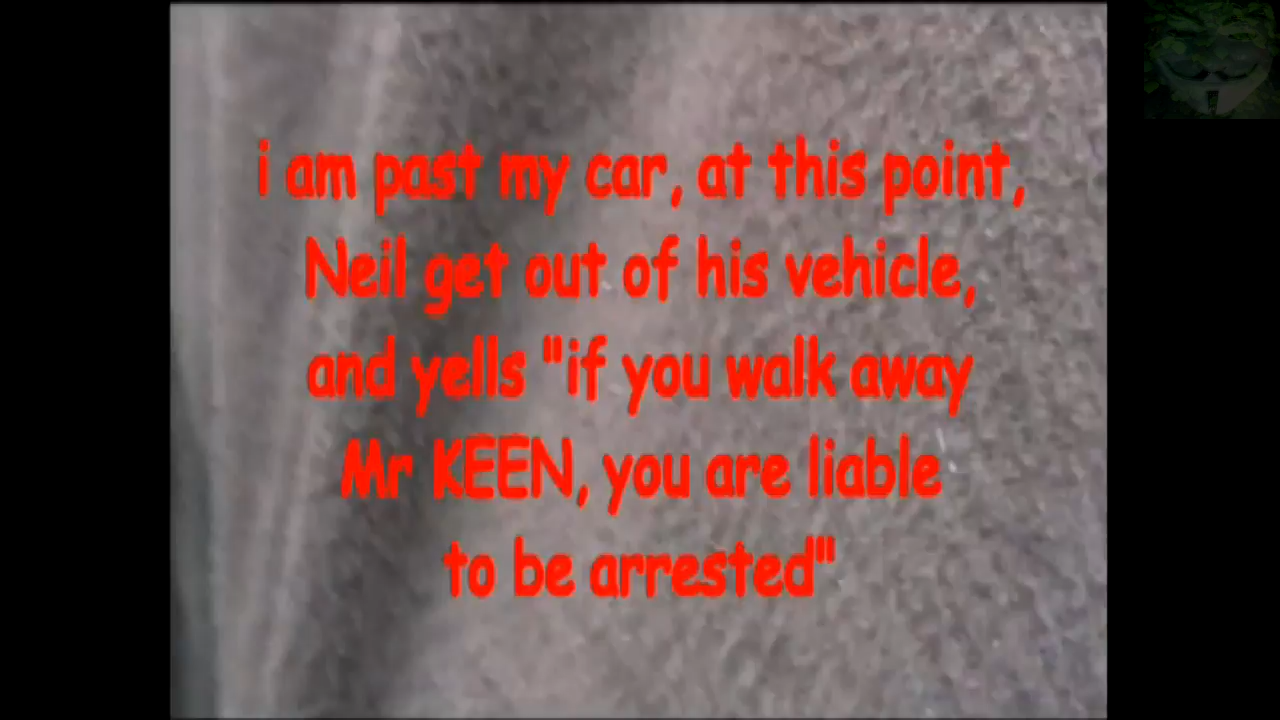 i am past my car, at this point,
Neil get out of his vehicle,
and yells "if you walk away
Mr KEEN, you are liable
to be arrested"